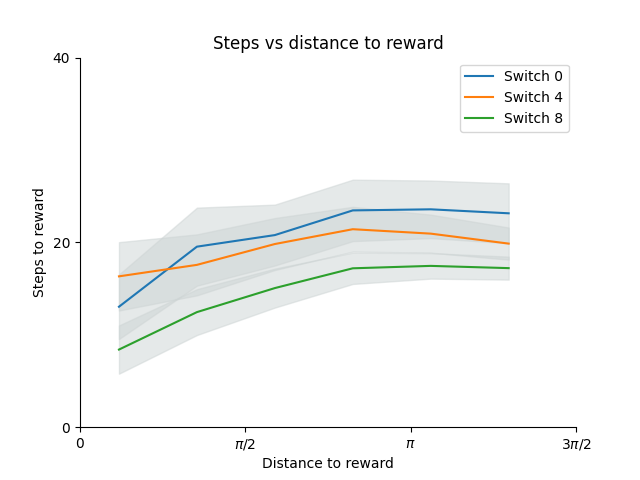 Steps vs distance to reward
Switch 0
Switch 4
Switch 8
Steps to reward
40
20
0
0 π/2 π 3π/2
Distance to reward